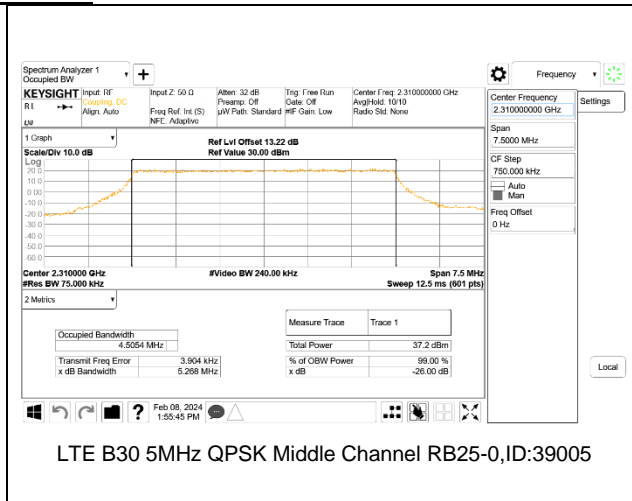 Spectrum Analyzer 1
Occupied BW
+
Frequency
KEYSIGHT Input: RF Input Z: 50 Ω Atten: 32 dB Trig: Free Run Center Freq: 2.310000000 GHz
R L Coupling: DC Preamp: Off Gate: Off Avg|Hold: 10/10
Align: Auto Freq Ref: Int (S) µW Path: Standard #IF Gain: Low Radio Std: None
NFE: Adaptive
Center Frequency
2.310000000 GHz
Settings
Span
7.5000 MHz
CF Step
750.000 kHz
Auto
Man
Freq Offset
0 Hz
Local
1 Graph
Ref Lvl Offset 13.22 dB
Scale/Div 10.0 dB Ref Value 30.00 dBm
Log
20.0
10.0
0.00
-10.0
-20.0
-30.0
-40.0
-50.0
-60.0
Center 2.310000 GHz #Video BW 240.00 kHz Span 7.5 MHz
#Res BW 75.000 kHz Sweep 12.5 ms (601 pts)
2 Metrics
Measure Trace Trace 1
Occupied Bandwidth
4.5054 MHz Total Power 37.2 dBm
Transmit Freq Error 3.904 kHz % of OBW Power 99.00 %
x dB Bandwidth 5.268 MHz x dB -26.00 dB
? Feb 08, 2024
1:55:45 PM
LTE B30 5MHz QPSK Middle Channel RB25-0,ID:39005